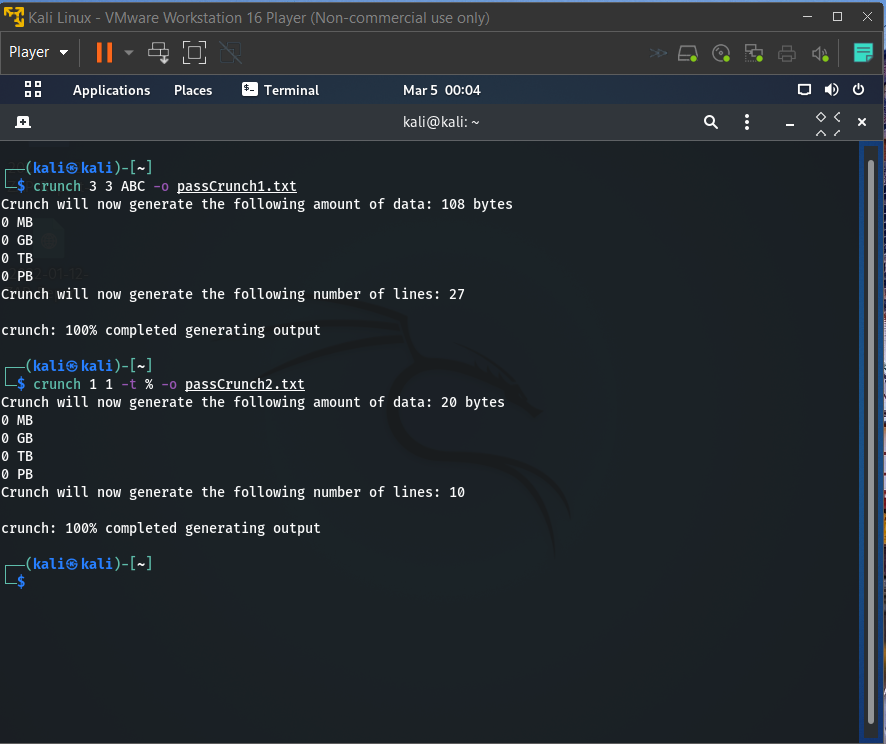 Kali Linux - VMware Workstation 16 Player (Non-commercial use only)
Player
Applications Places Terminal Mar 5 00:04
kali@kali: ~
(kali㉿kali)-[~]
$ crunch 3 3 ABC -o passCrunch1.txt
Crunch will now generate the following amount of data: 108 bytes
0 MB
0 GB
0 TB
0 PB
Crunch will now generate the following number of lines: 27
crunch: 100% completed generating output
(kali㉿kali)-[~]
$ crunch 1 1 -t % -o passCrunch2.txt
Crunch will now generate the following amount of data: 20 bytes
0 MB
0 GB
0 TB
0 PB
Crunch will now generate the following number of lines: 10
crunch: 100% completed generating output
(kali㉿kali)-[~]
$